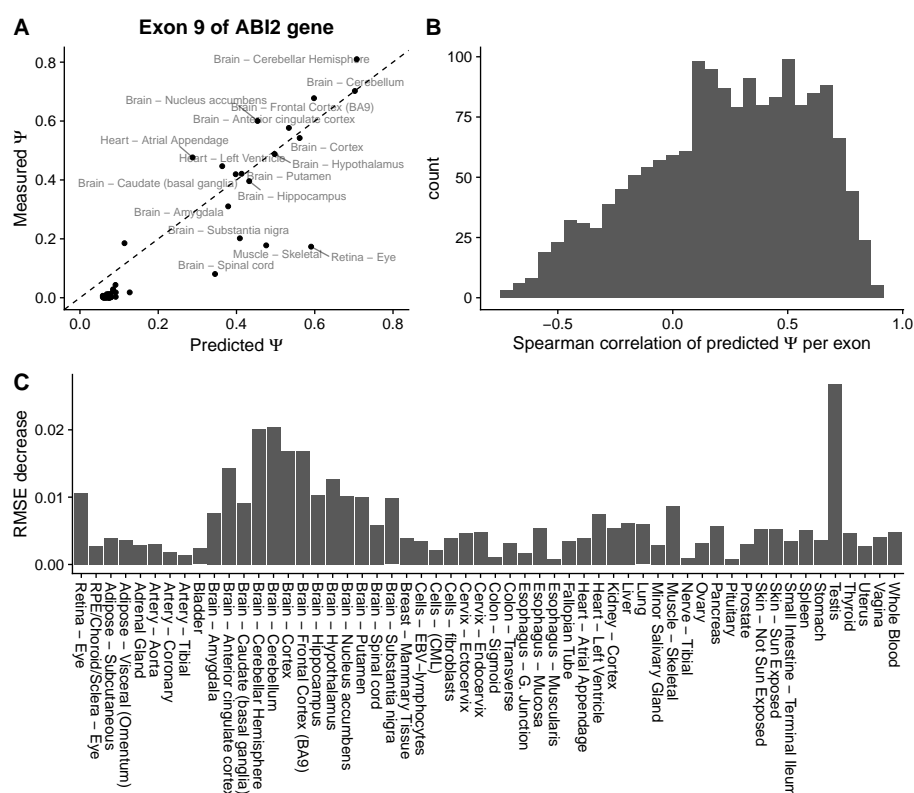 A
Exon 9 of ABI2 gene
Measured Ψ
0.8
0.6
0.4
0.2
0.0
Brain − Cerebellar Hemisphere
Brain − Cerebellum
Brain − Nucleus accumbens
Brain − Frontal Cortex (BA9)
Brain − Anterior cingulate cortex
Heart − Atrial Appendage
Brain − Cortex
Heart − Left Ventricle
Brain − Hypothalamus
Brain − Putamen
Brain − Caudate (basal ganglia)
Brain − Hippocampus
Brain − Amygdala
Brain − Substantia nigra
Muscle − Skeletal
Retina − Eye
Brain − Spinal cord
0.0 0.2 0.4 0.6 0.8
Predicted Ψ
B
count
100
75
50
25
0
−0.5 0.0 0.5 1.0
Spearman correlation of predicted Ψ per exon
C
RMSE decrease
0.02
0.01
0.00
Retina − Eye
RPE/Choroid/Sclera − Eye
Adipose − Subcutaneous
Adipose − Visceral (Omentum)
Adrenal Gland
Artery − Aorta
Artery − Coronary
Artery − Tibial
Bladder
Brain − Amygdala
Brain − Anterior cingulate cortex
Brain − Caudate (basal ganglia)
Brain − Cerebellar Hemisphere
Brain − Cerebellum
Brain − Cortex
Brain − Frontal Cortex (BA9)
Brain − Hippocampus
Brain − Hypothalamus
Brain − Nucleus accumbens
Brain − Putamen
Brain − Spinal cord
Brain − Substantia nigra
Breast − Mammary Tissue
Cells − EBV−lymphocytes
Cells − (CML)
Cells − fibroblasts
Cervix − Ectocervix
Cervix − Endocervix
Colon − Sigmoid
Colon − Transverse
Esophagus − G. Junction
Esophagus − Mucosa
Esophagus − Muscularis
Fallopian Tube
Heart − Atrial Appendage
Heart − Left Ventricle
Kidney − Cortex
Liver
Lung
Minor Salivary Gland
Muscle − Skeletal
Nerve − Tibial
Ovary
Pancreas
Pituitary
Prostate
Skin − Not Sun Exposed
Skin − Sun Exposed
Small Intestine − Terminal Ileum
Spleen
Stomach
Testis
Thyroid
Uterus
Vagina
Whole Blood